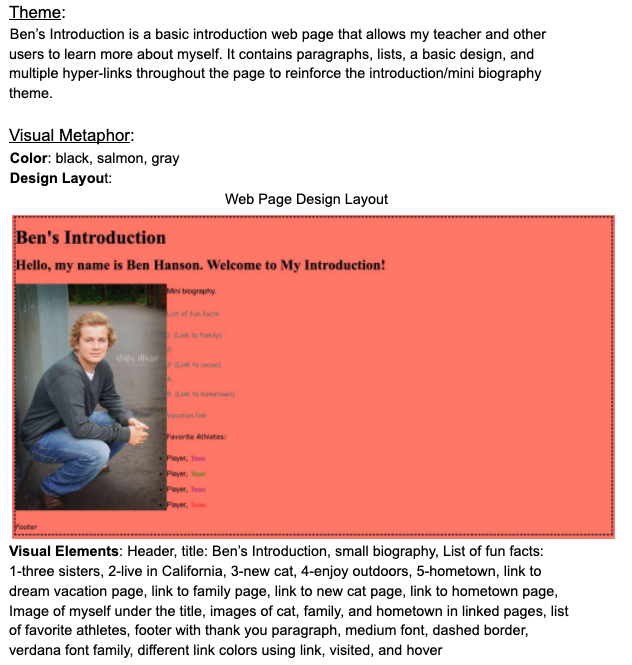 Theme:
Ben's Introduction is a basic introduction web page that allows my teacher and other
users to learn more about myself. It contains paragraphs, lists, a basic design, and
multiple hyper-links throughout the page to reinforce the introduction/mini biography
theme.
Visual Metaphor:
Color: black, salmon, gray
Design Layout:
Web Page Design Layout
Ben's Introduction
Hello, my name is Ben Hanson. Welcome to My Introduction!
Mini biography.
List of fun facts
1: (Link to family)
2:
3: (Link to cocoa)
4:
5: (Link to hometown)
Vacation link
Favorite Athletes:
Player, Team
Player, Team
Player, Team
Player, Team
footer
Visual Elements: Header, title: Ben's Introduction, small biography, List of fun facts:
1-three sisters, 2-live in California, 3-new cat, 4-enjoy outdoors, 5-hometown, link to
dream vacation page, link to family page, link to new cat page, link to hometown page,
Image of myself under the title, images of cat, family, and hometown in linked pages, list
of favorite athletes, footer with thank you paragraph, medium font, dashed border,
verdana font family, different link colors using link, visited, and hover